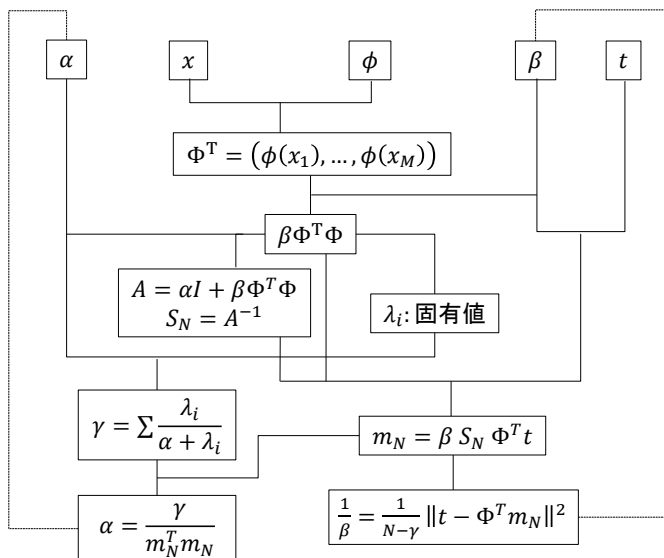 α
x
ϕ
β
t
Φ^T = (ϕ(x_1), …, ϕ(x_M))
βΦ^TΦ
A = αI + βΦ^TΦ
S_N = A^{-1}
λ_i: 固有値
γ = Σ λ_i / (α + λ_i)
m_N = β S_N Φ^T t
α = γ / (m_N^T m_N)
1/β = 1/(N−γ) ‖t − Φ^T m_N‖^2